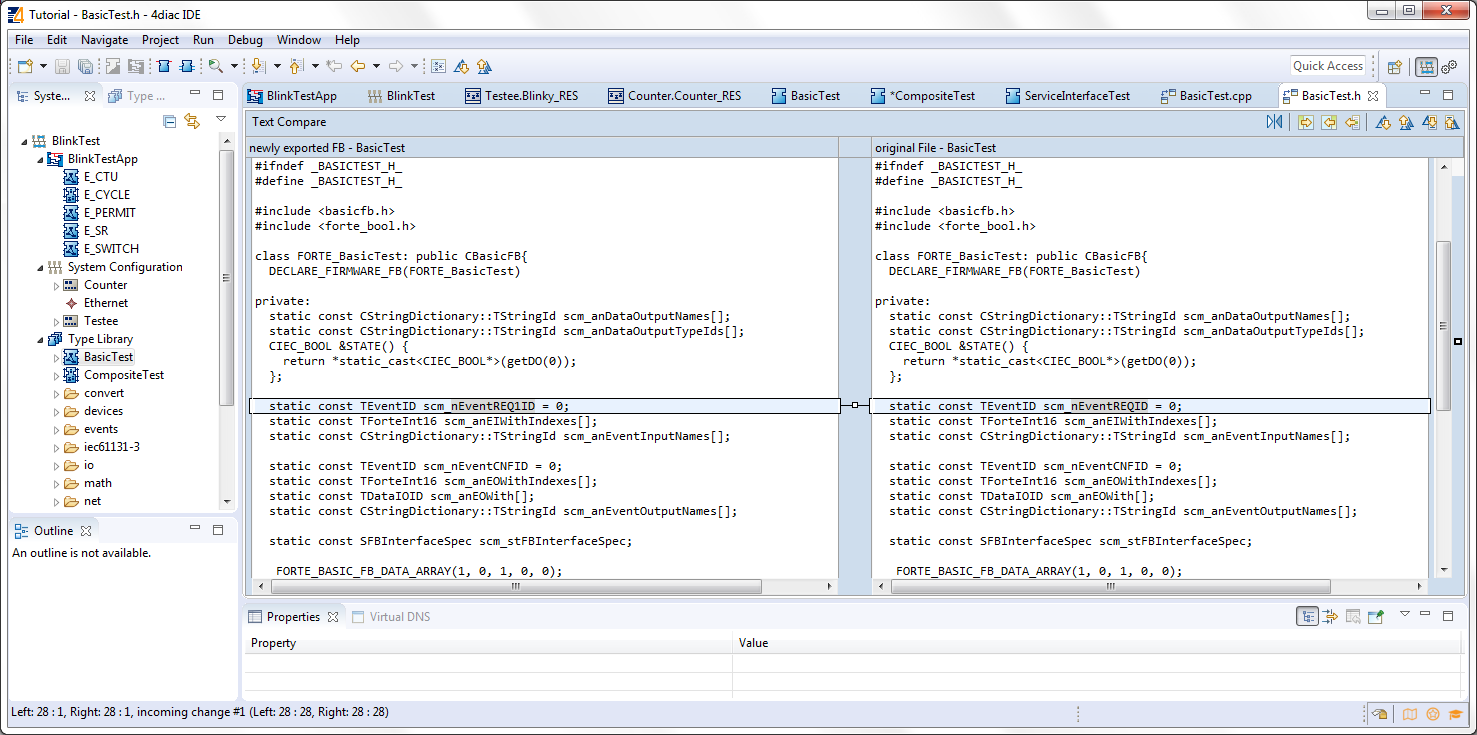 Tutorial - BasicTest.h - 4diac IDE
File Edit Navigate Project Run Debug Window Help
Quick Access
Syste... Type ...
BlinkTestApp BlinkTest Testee.Blinky_RES Counter.Counter_RES BasicTest *CompositeTest ServiceInterfaceTest BasicTest.cpp BasicTest.h
BlinkTest
BlinkTestApp
E_CTU
E_CYCLE
E_PERMIT
E_SR
E_SWITCH
System Configuration
Counter
Ethernet
Testee
Type Library
BasicTest
CompositeTest
convert
devices
events
iec61131-3
io
math
net
Outline
An outline is not available.
Text Compare
newly exported FB - BasicTest
#ifndef _BASICTEST_H_
#define _BASICTEST_H_
#include <basicfb.h>
#include <forte_bool.h>
class FORTE_BasicTest: public CBasicFB{
DECLARE_FIRMWARE_FB(FORTE_BasicTest)
private:
static const CStringDictionary::TStringId scm_anDataOutputNames[];
static const CStringDictionary::TStringId scm_anDataOutputTypeIds[];
CIEC_BOOL &STATE() {
return *static_cast<CIEC_BOOL*>(getDO(0));
};
static const TEventID scm_nEventREQ1ID = 0;
static const TForteInt16 scm_anEIWithIndexes[];
static const CStringDictionary::TStringId scm_anEventInputNames[];
static const TEventID scm_nEventCNFID = 0;
static const TForteInt16 scm_anEOWithIndexes[];
static const TDataIOID scm_anEOWith[];
static const CStringDictionary::TStringId scm_anEventOutputNames[];
static const SFBInterfaceSpec scm_stFBInterfaceSpec;
FORTE_BASIC_FB_DATA_ARRAY(1, 0, 1, 0, 0);
original File - BasicTest
#ifndef _BASICTEST_H_
#define _BASICTEST_H_
#include <basicfb.h>
#include <forte_bool.h>
class FORTE_BasicTest: public CBasicFB{
DECLARE_FIRMWARE_FB(FORTE_BasicTest)
private:
static const CStringDictionary::TStringId scm_anDataOutputNames[];
static const CStringDictionary::TStringId scm_anDataOutputTypeIds[];
CIEC_BOOL &STATE() {
return *static_cast<CIEC_BOOL*>(getDO(0));
};
static const TEventID scm_nEventREQID = 0;
static const TForteInt16 scm_anEIWithIndexes[];
static const CStringDictionary::TStringId scm_anEventInputNames[];
static const TEventID scm_nEventCNFID = 0;
static const TForteInt16 scm_anEOWithIndexes[];
static const TDataIOID scm_anEOWith[];
static const CStringDictionary::TStringId scm_anEventOutputNames[];
static const SFBInterfaceSpec scm_stFBInterfaceSpec;
FORTE_BASIC_FB_DATA_ARRAY(1, 0, 1, 0, 0);
Properties Virtual DNS
Property Value
Left: 28 : 1, Right: 28 : 1, incoming change #1 (Left: 28 : 28, Right: 28 : 28)